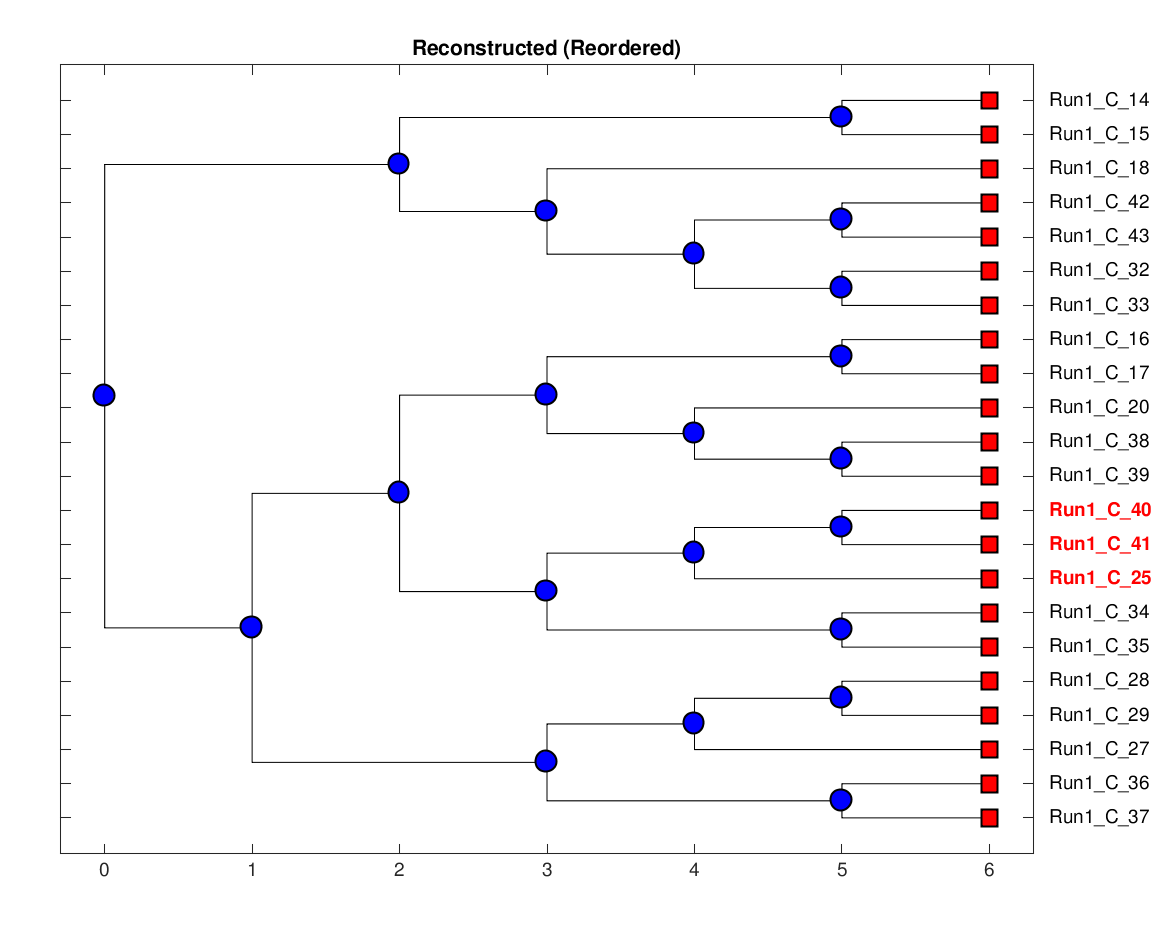 Reconstructed (Reordered)
Run1_C_14
Run1_C_15
Run1_C_18
Run1_C_42
Run1_C_43
Run1_C_32
Run1_C_33
Run1_C_16
Run1_C_17
Run1_C_20
Run1_C_38
Run1_C_39
Run1_C_40
Run1_C_41
Run1_C_25
Run1_C_34
Run1_C_35
Run1_C_28
Run1_C_29
Run1_C_27
Run1_C_36
Run1_C_37
0 1 2 3 4 5 6